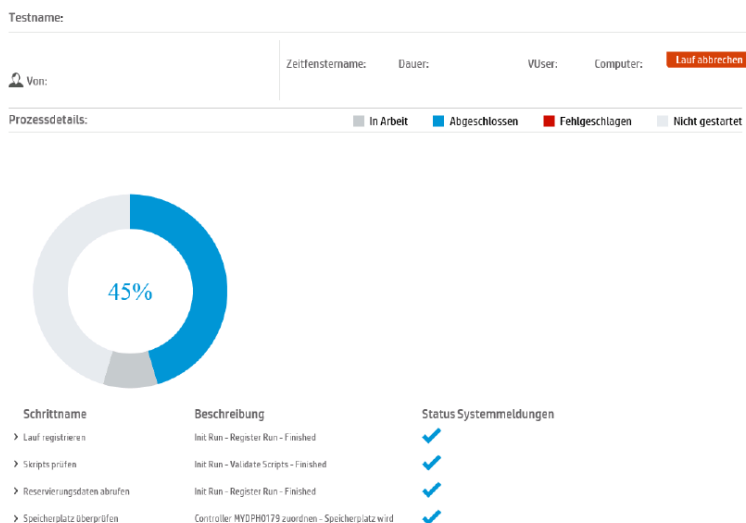 Testname:
Zeitfenstername: Dauer: VUser: Computer: Lauf abbrechen
Von:
Prozessdetails: In Arbeit Abgeschlossen Fehlgeschlagen Nicht gestartet
45%
Schrittname Beschreibung Status Systemmeldungen
Lauf registrieren Init Run - Register Run - Finished
Skripts prüfen Init Run - Validate Scripts - Finished
Reservierungsdaten abrufen Init Run - Register Run - Finished
Speicherplatz überprüfen Controller MYDPH0179 zuordnen - Speicherplatz wird